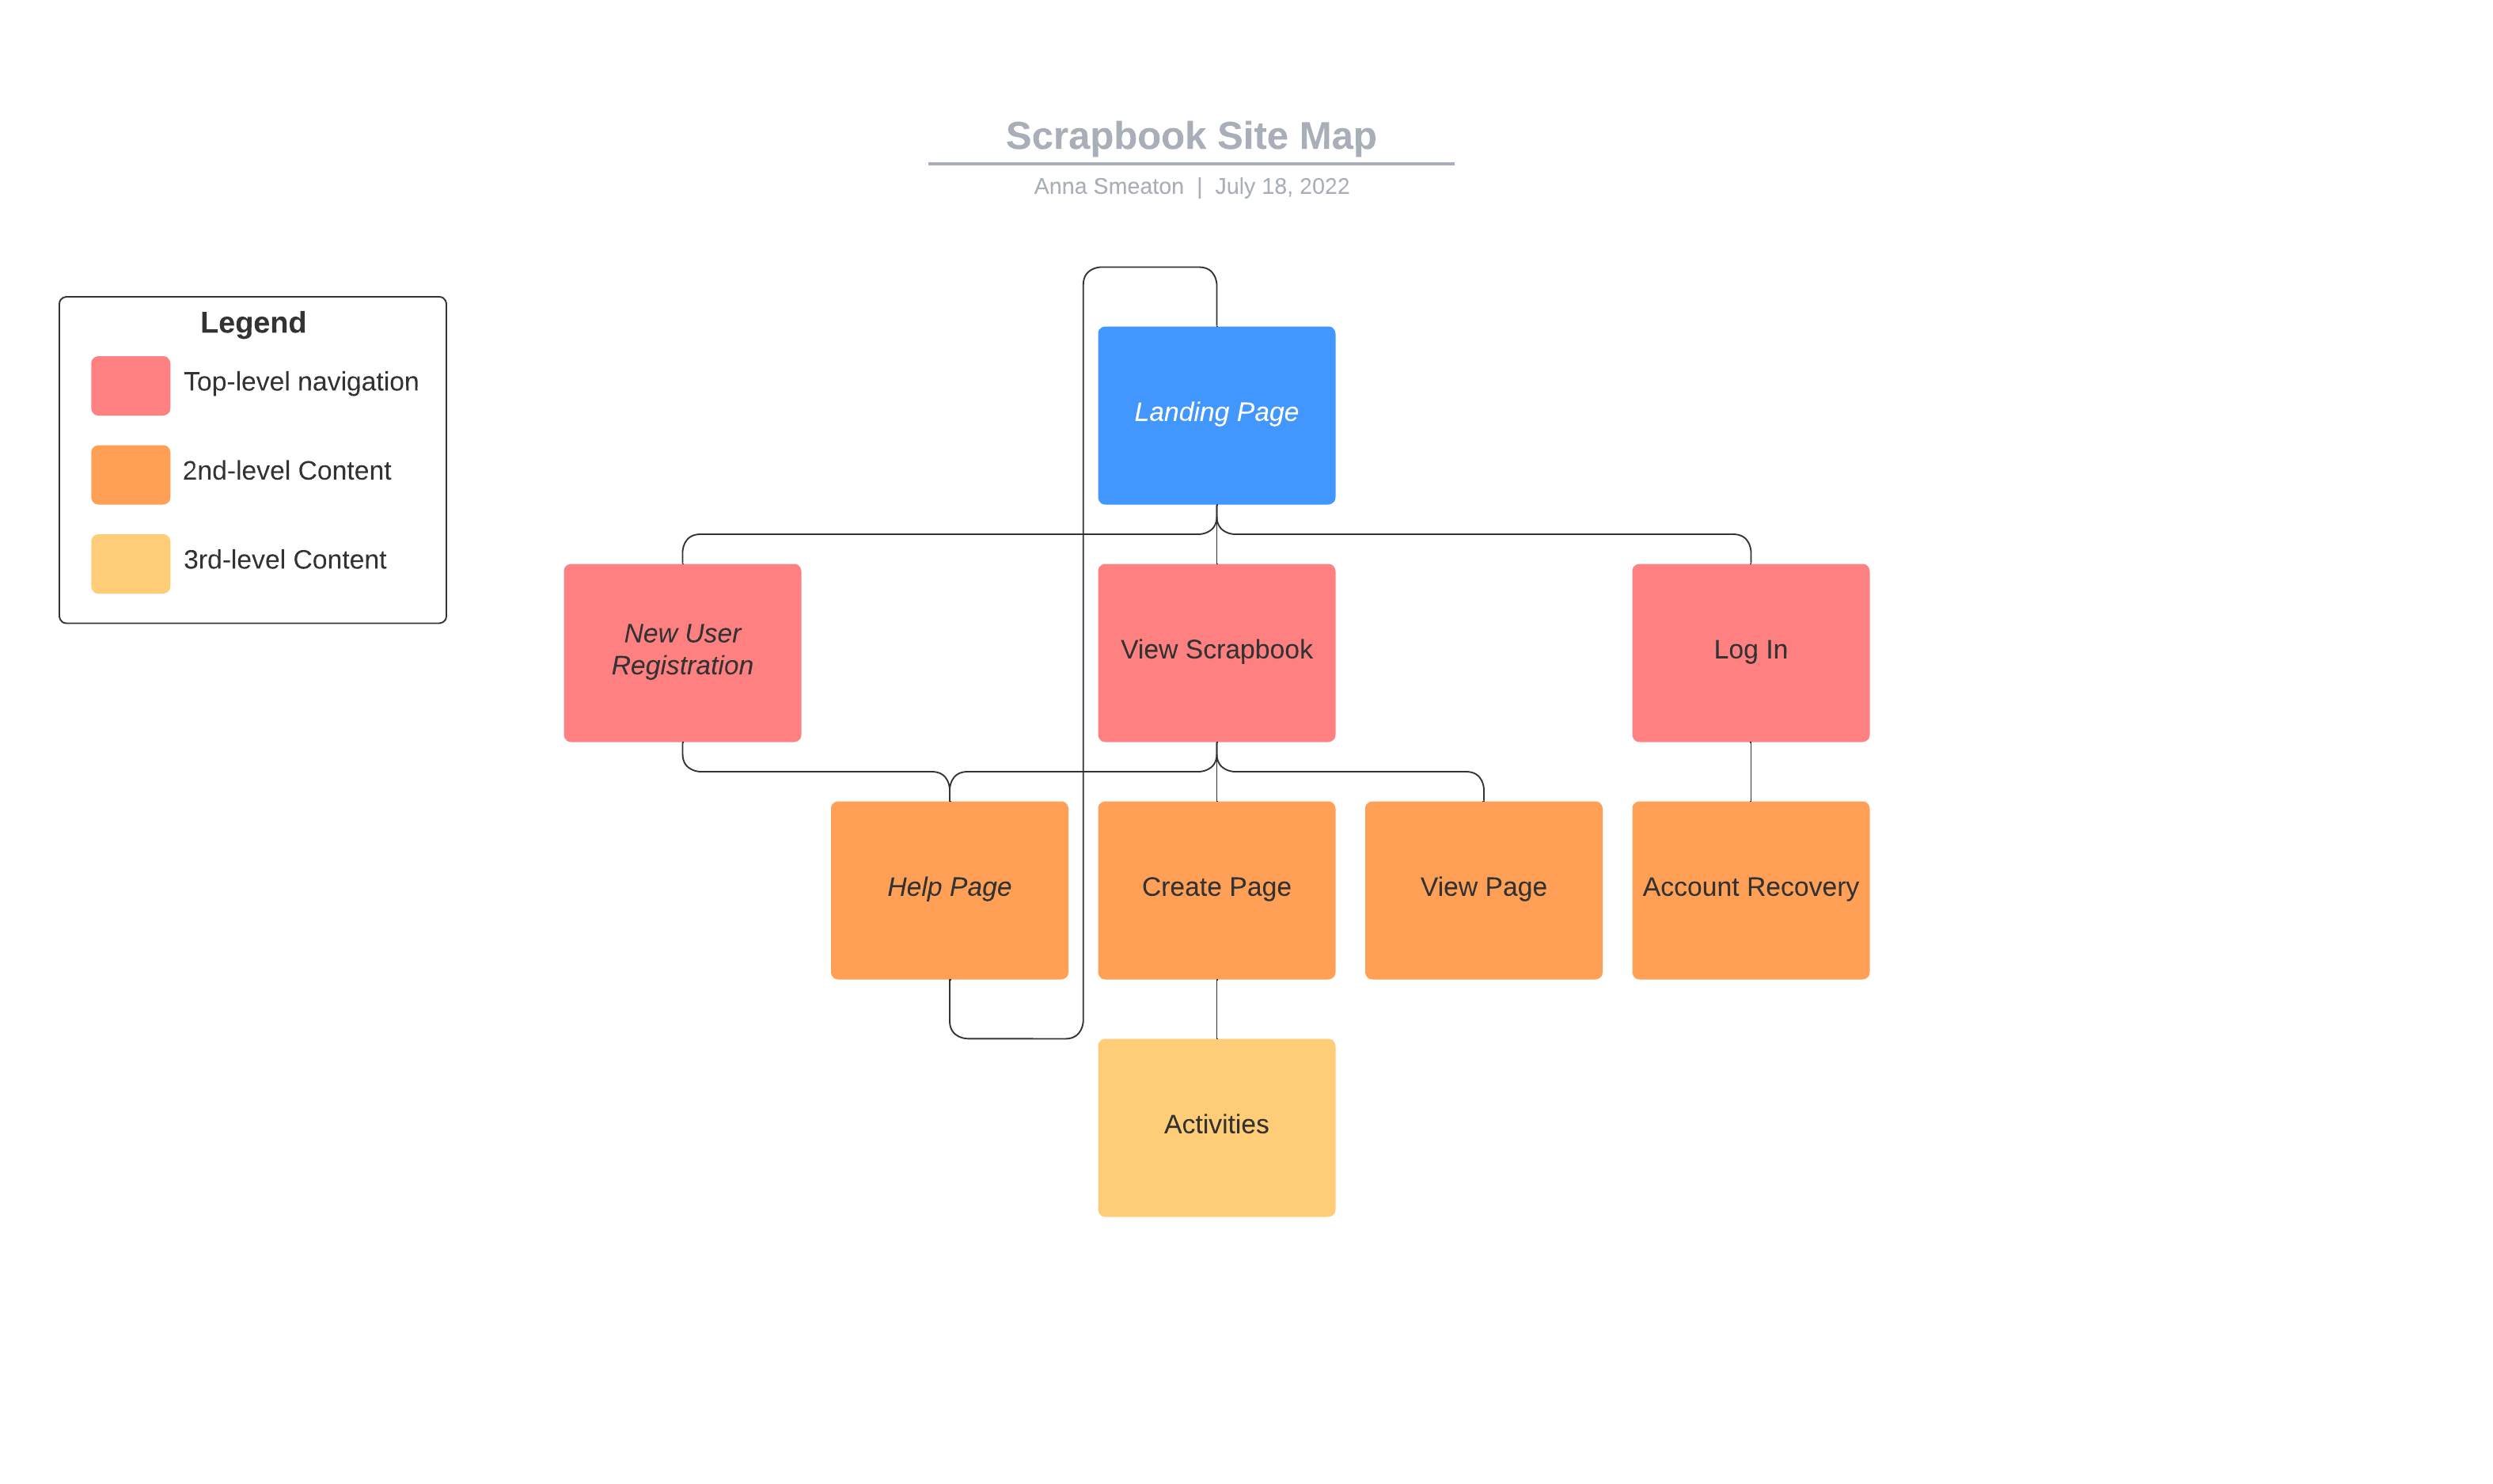 Scrapbook Site Map
Anna Smeaton | July 18, 2022
Legend
Top-level navigation
2nd-level Content
3rd-level Content
Landing Page
New User
Registration
View Scrapbook
Log In
Help Page
Create Page
View Page
Account Recovery
Activities